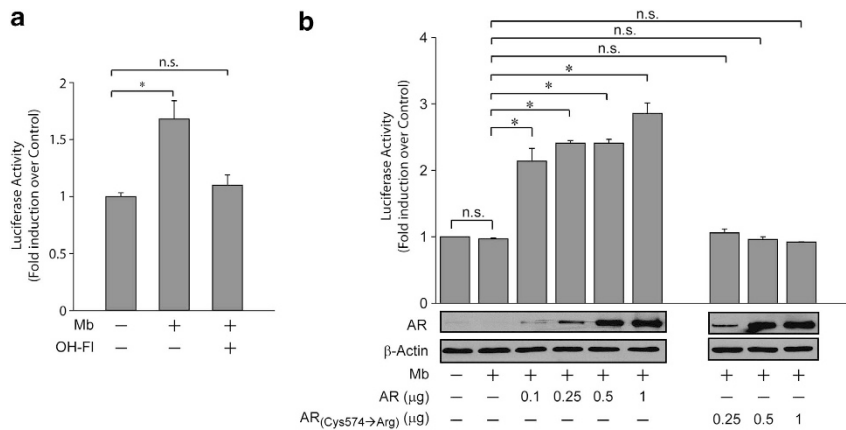 a
n.s.
*
Luciferase Activity
(Fold induction over Control)
2
1.5
1
0.5
0
Mb – + +
OH-Fl – – +
b
n.s.
n.s.
n.s.
*
*
*
*
n.s.
Luciferase Activity
(Fold induction over Control)
4
3
2
1
0
AR
β-Actin
Mb – + + + + + + + +
AR (µg) – – 0.1 0.25 0.5 1
AR(Cys574→Arg) (µg) – – 0.25 0.5 1